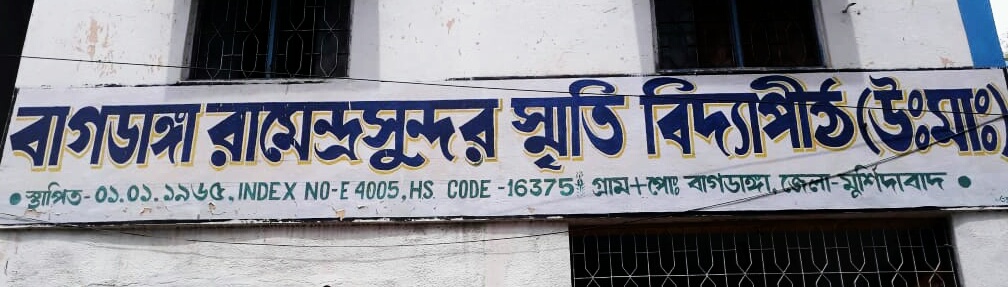 বাগডাঙ্গা রামেন্দ্রসুন্দর স্মৃতি বিদ্যাপীঠ (উঃমাঃ)
• স্থাপিত - ০১.০১.১৯৬৫, INDEX NO-E 4005, HS. CODE -16375, গ্রাম+পোঃ বাগডাঙ্গা, জেলা-মুর্শিদাবাদ •